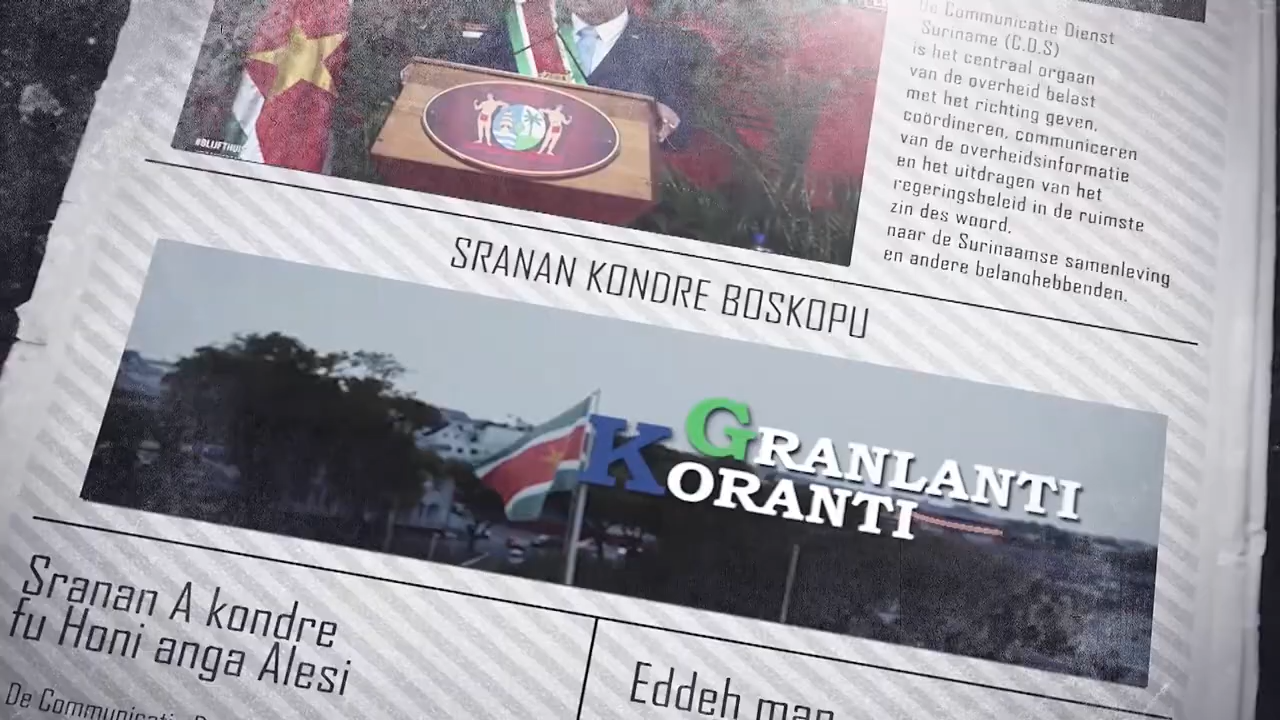 De Communicatie Dienst
Suriname (C.D.S)
is het centraal orgaan
van de overheid belast
met het richting geven,
coördineren, communiceren
van de overheidsinformatie
en het uitdragen van het
regeringsbeleid in de ruimste
zin des woord.
naar de Surinaamse samenleving
en andere belanghebbenden.
SRANAN KONDRE BOSKOPU
GRANLANTI
KORANTI
Sranan A kondre
fu Honi anga Alesi
De
Eddeh man